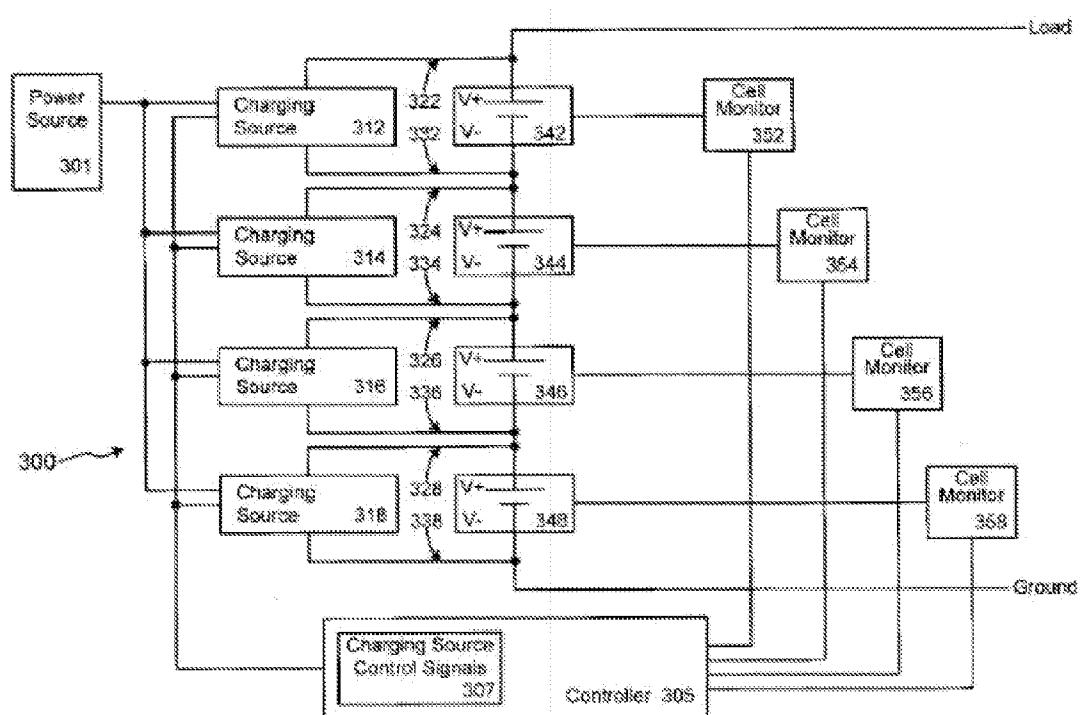 Load
Power
Source
301
Charging
Source 312
322
332
V+
V-
342
Cell
Monitor
352
Charging
Source 314
324
334
V+
V-
344
Cell
Monitor
354
Charging
Source 316
326
336
V+
V-
346
Cell
Monitor
356
300
Charging
Source 318
328
338
V+
V-
348
Cell
Monitor
358
Ground
Charging Source
Control Signals
307
Controller 305